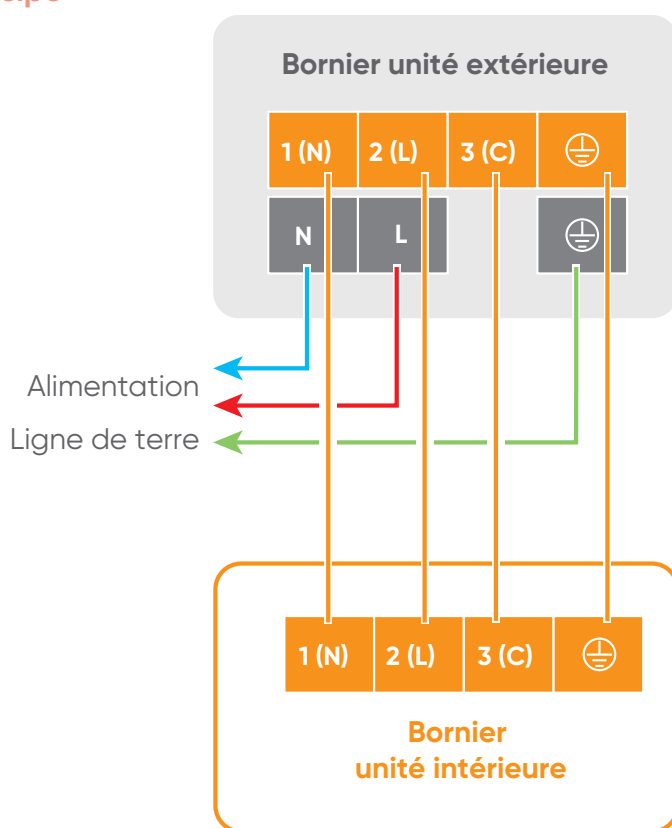 Bornier unité extérieure
1 (N) 2 (L) 3 (C)
N L
Alimentation
Ligne de terre
1 (N) 2 (L) 3 (C)
Bornier
unité intérieure